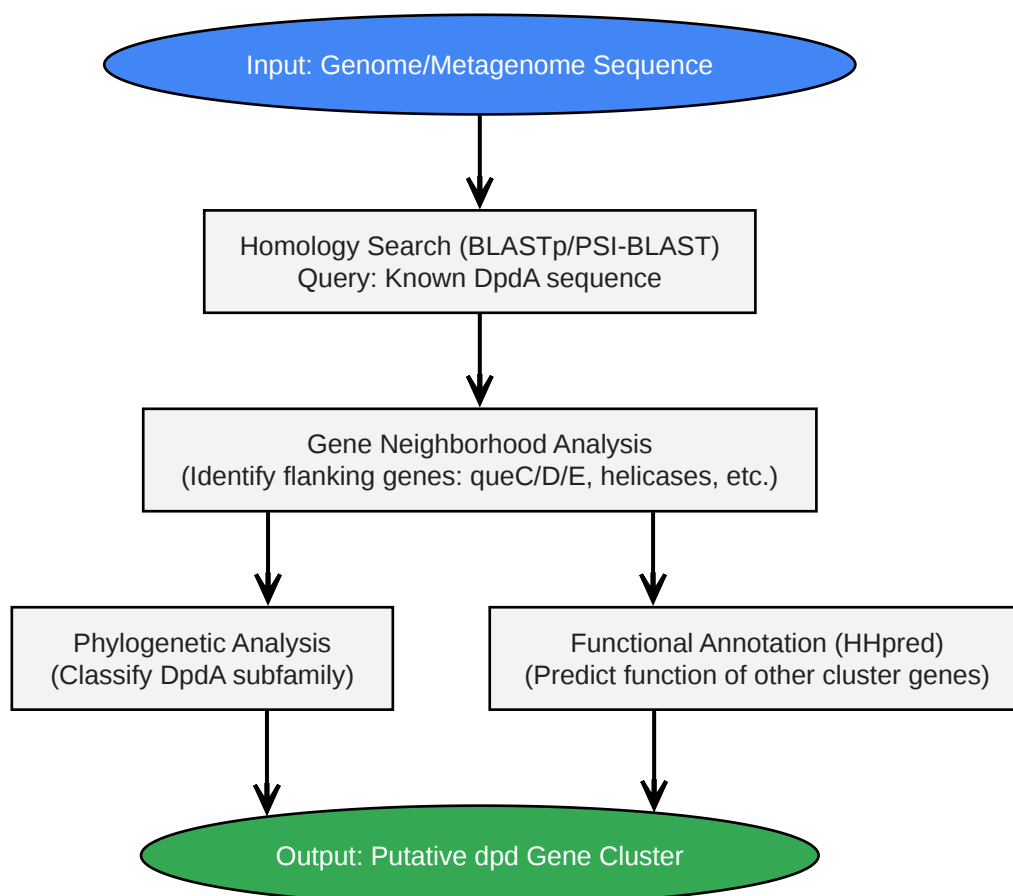 Input: Genome/Metagenome Sequence
Homology Search (BLASTp/PSI-BLAST)
Query: Known DpdA sequence
Gene Neighborhood Analysis
(Identify flanking genes: queC/D/E, helicases, etc.)
Phylogenetic Analysis
(Classify DpdA subfamily)
Functional Annotation (HHpred)
(Predict function of other cluster genes)
Output: Putative dpd Gene Cluster